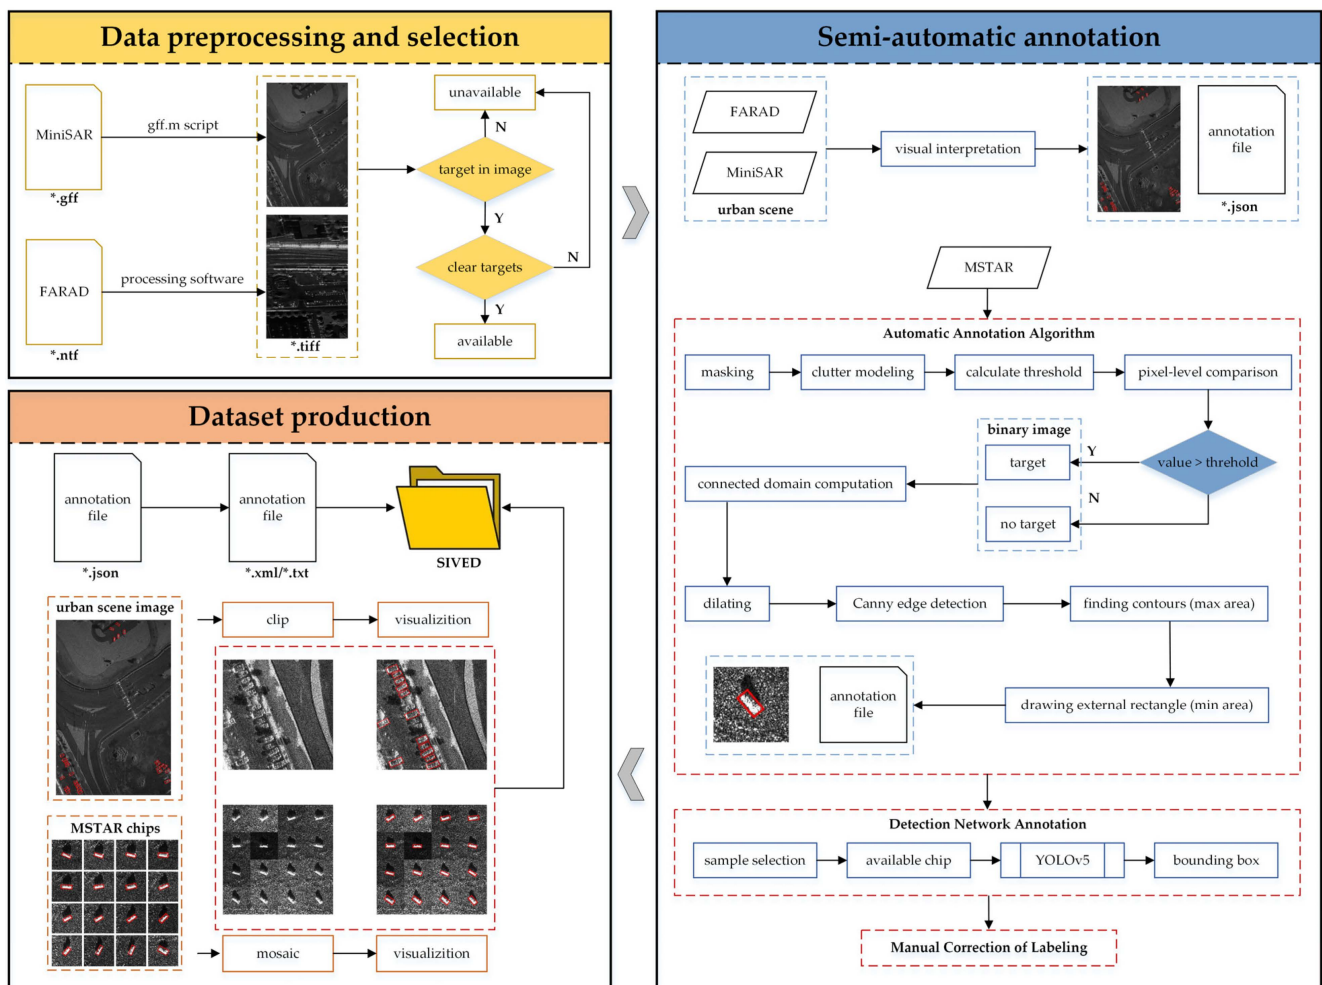 Data preprocessing and selection
MiniSAR
*.gff
gff.m script
FARAD
*.ntf
processing software
*.tiff
unavailable
N
target in image
Y
clear targets
N
Y
available
Semi-automatic annotation
FARAD
MiniSAR
urban scene
visual interpretation
annotation
file
*.json
MSTAR
Automatic Annotation Algorithm
masking
clutter modeling
calculate threshold
pixel-level comparison
binary image
target
Y
value > threhold
N
no target
connected domain computation
dilating
Canny edge detection
finding contours (max area)
annotation
file
drawing external rectangle (min area)
Detection Network Annotation
sample selection
available chip
YOLOv5
bounding box
Manual Correction of Labeling
Dataset production
annotation
file
*.json
annotation
file
*.xml/*.txt
SIVED
urban scene image
clip
visualizition
MSTAR chips
mosaic
visualizition